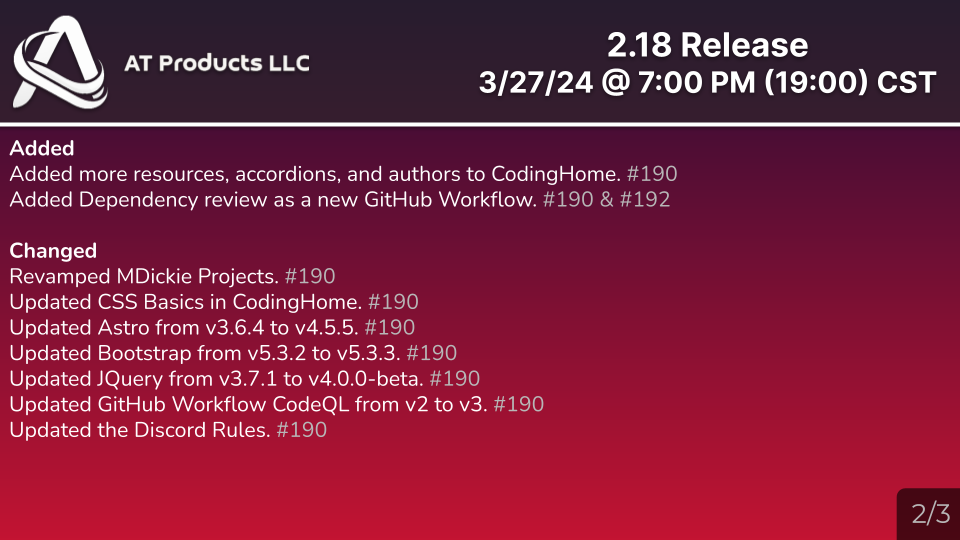 AT Products LLC
2.18 Release
3/27/24 @ 7:00 PM (19:00) CST
Added
Added more resources, accordions, and authors to CodingHome. #190
Added Dependency review as a new GitHub Workflow. #190 & #192
Changed
Revamped MDickie Projects. #190
Updated CSS Basics in CodingHome. #190
Updated Astro from v3.6.4 to v4.5.5. #190
Updated Bootstrap from v5.3.2 to v5.3.3. #190
Updated JQuery from v3.7.1 to v4.0.0-beta. #190
Updated GitHub Workflow CodeQL from v2 to v3. #190
Updated the Discord Rules. #190
2/3